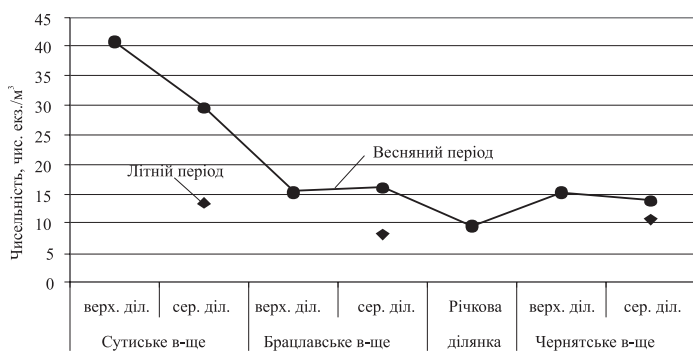 Чисельність, чис. екз./м³
45
40
35
30
25
20
15
10
5
0
Літній період
Весняний період
верх. діл. сер. діл. верх. діл. сер. діл. Річкова верх. діл. сер. діл.
Сутиське в-ще Брацлавське в-ще ділянка Чернятське в-ще